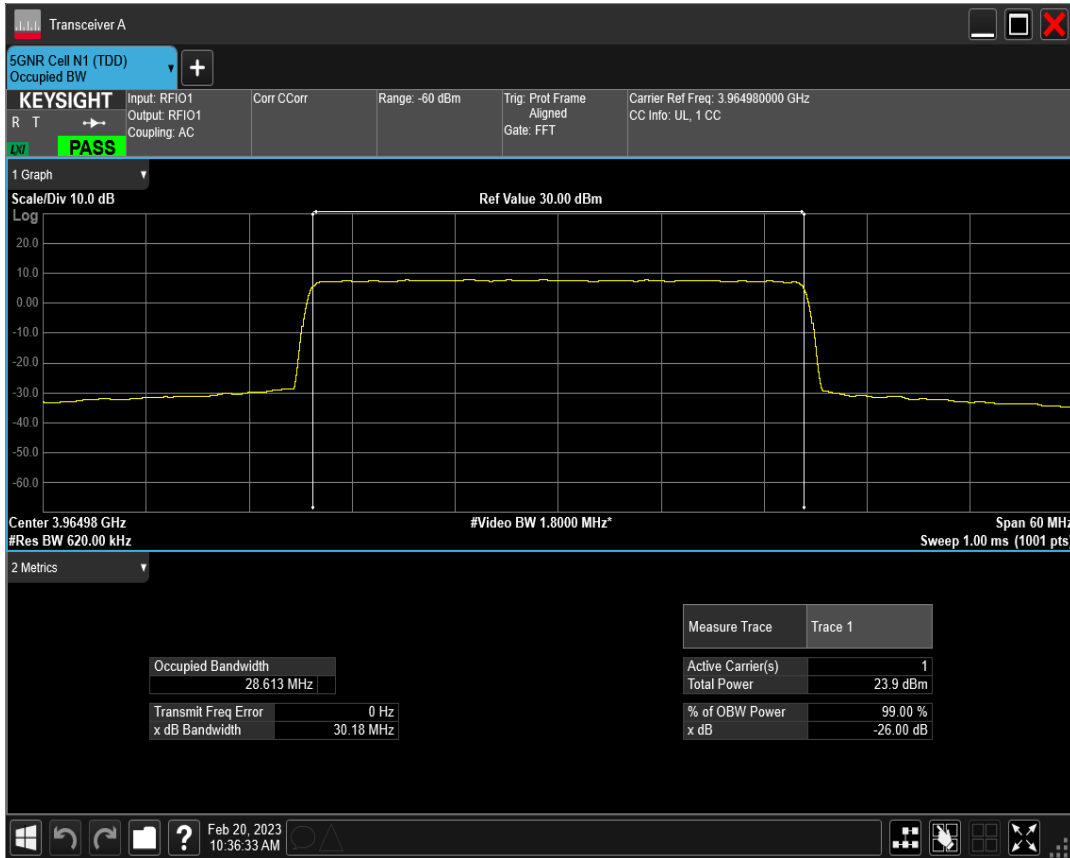 Transceiver A
5GNR Cell N1 (TDD)
Occupied BW
+
KEYSIGHT
R T
LXI
PASS
Input: RFIO1
Output: RFIO1
Coupling: AC
Corr CCorr
Range: -60 dBm
Trig: Prot Frame
Aligned
Gate: FFT
Carrier Ref Freq: 3.964980000 GHz
CC Info: UL, 1 CC
1 Graph
Scale/Div 10.0 dB
Ref Value 30.00 dBm
Log
20.0
10.0
0.00
-10.0
-20.0
-30.0
-40.0
-50.0
-60.0
Center 3.96498 GHz
#Video BW 1.8000 MHz*
Span 60 MHz
#Res BW 620.00 kHz
Sweep 1.00 ms (1001 pts)
2 Metrics
Measure Trace Trace 1
Occupied Bandwidth
28.613 MHz
Active Carrier(s) 1
Total Power 23.9 dBm
Transmit Freq Error 0 Hz
x dB Bandwidth 30.18 MHz
% of OBW Power 99.00 %
x dB -26.00 dB
?
Feb 20, 2023
10:36:33 AM